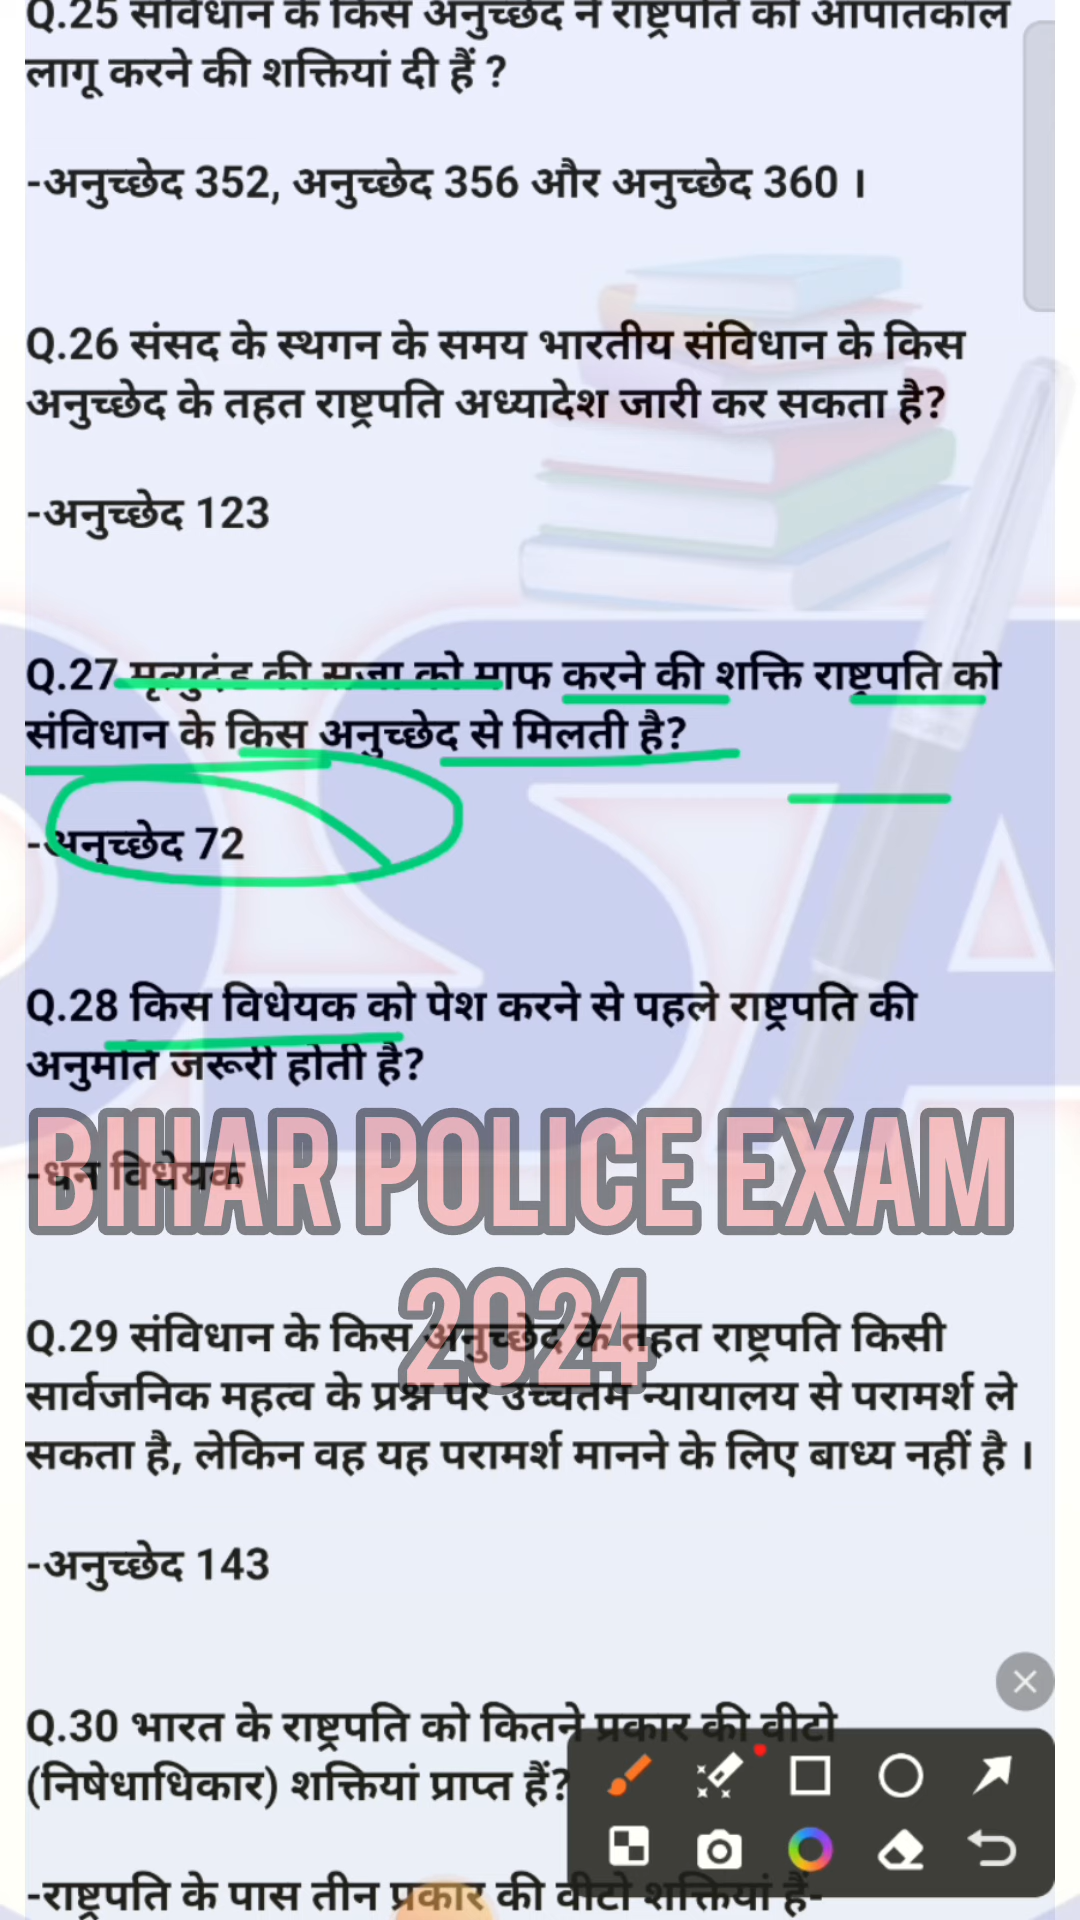 Q.25 संविधान के किस अनुच्छेद ने राष्ट्रपति को आपातकाल
लागू करने की शक्तियां दी हैं ?
-अनुच्छेद 352, अनुच्छेद 356 और अनुच्छेद 360 ।
Q.26 संसद के स्थगन के समय भारतीय संविधान के किस
अनुच्छेद के तहत राष्ट्रपति अध्यादेश जारी कर सकता है?
-अनुच्छेद 123
Q.27 मृत्युदंड की सजा को माफ करने की शक्ति राष्ट्रपति को
संविधान के किस अनुच्छेद से मिलती है?
-अनुच्छेद 72
Q.28 किस विधेयक को पेश करने से पहले राष्ट्रपति की
अनुमति जरूरी होती है?
-धन विधेयक
BIHAR POLICE EXAM
2024
Q.29 संविधान के किस अनुच्छेद के तहत राष्ट्रपति किसी
सार्वजनिक महत्व के प्रश्न पर उच्चतम न्यायालय से परामर्श ले
सकता है, लेकिन वह यह परामर्श मानने के लिए बाध्य नहीं है ।
-अनुच्छेद 143
Q.30 भारत के राष्ट्रपति को कितने प्रकार की वीटो
(निषेधाधिकार) शक्तियां प्राप्त हैं?
-राष्ट्रपति के पास तीन प्रकार की वीटो शक्तियां हैं-